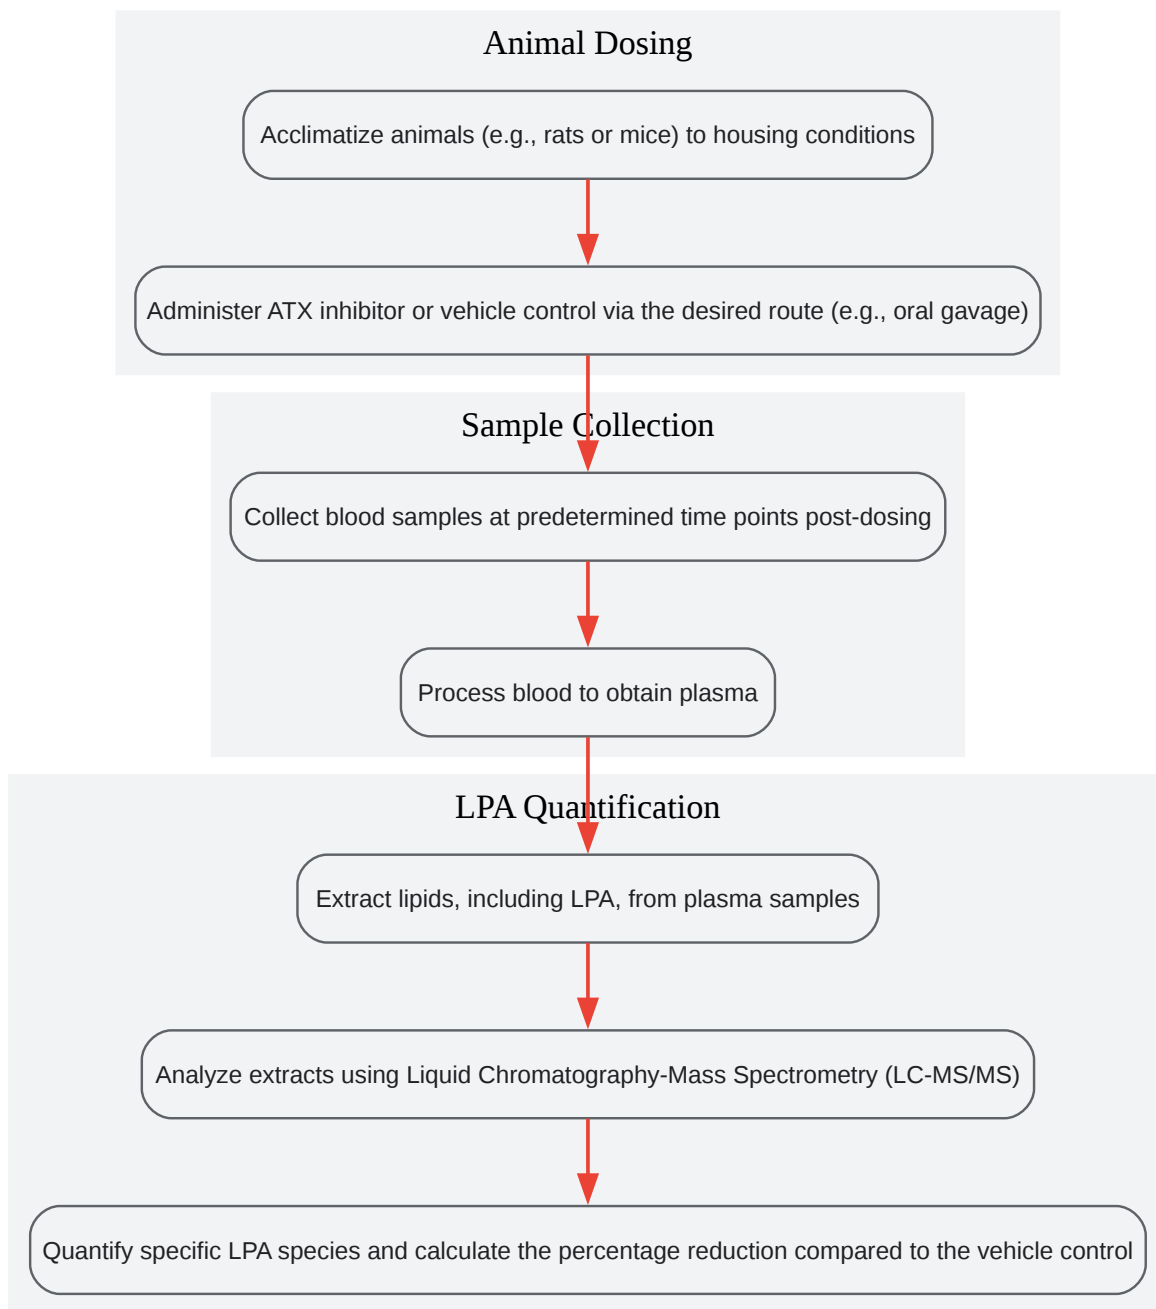 Animal Dosing
Acclimatize animals (e.g., rats or mice) to housing conditions
Administer ATX inhibitor or vehicle control via the desired route (e.g., oral gavage)
Sample Collection
Collect blood samples at predetermined time points post-dosing
Process blood to obtain plasma
LPA Quantification
Extract lipids, including LPA, from plasma samples
Analyze extracts using Liquid Chromatography-Mass Spectrometry (LC-MS/MS)
Quantify specific LPA species and calculate the percentage reduction compared to the vehicle control